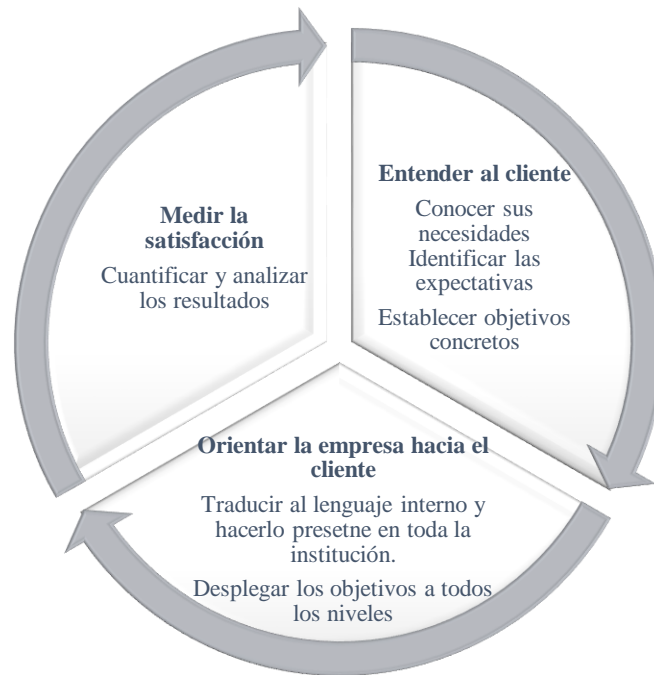 Entender al cliente
Conocer sus
necesidades
Identificar las
expectativas
Establecer objetivos
concretos
Orientar la empresa hacia el
cliente
Traducir al lenguaje interno y
hacerlo presetne en toda la
institución.
Desplegar los objetivos a todos
los niveles
Medir la
satisfacción
Cuantificar y analizar
los resultados